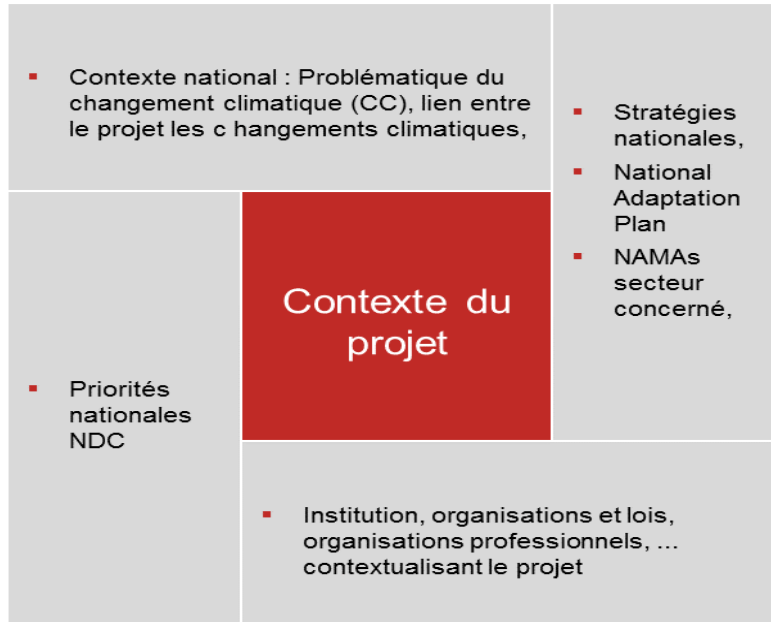 ▪ Contexte national : Problématique du
changement climatique (CC), lien entre
le projet les c hangements climatiques,
▪ Stratégies
nationales,
▪ National
Adaptation
Plan
▪ NAMAs
secteur
concerné,
Contexte du
projet
▪ Priorités
nationales
NDC
▪ Institution, organisations et lois,
organisations professionnels, ...
contextualisant le projet